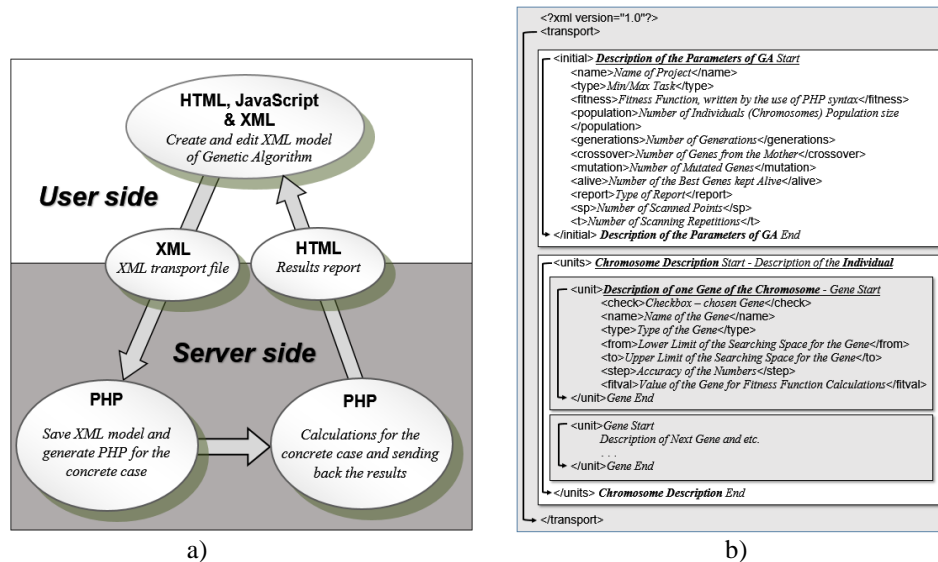 HTML, JavaScript
& XML
Create and edit XML model
of Genetic Algorithm
User side
XML
XML transport file
HTML
Results report
Server side
PHP
Save XML model and
generate PHP for the
concrete case
PHP
Calculations for the
concrete case and sending
back the results
a)
<?xml version="1.0"?>
<transport>
<initial> Description of the Parameters of GA Start
<name>Name of Project</name>
<type>Min/Max Task</type>
<fitness>Fitness Function, written by the use of PHP syntax</fitness>
<population>Number of Individuals (Chromosomes) Population size
</population>
<generations>Number of Generations</generations>
<crossover>Number of Genes from the Mother</crossover>
<mutation>Number of Mutated Genes</mutation>
<alive>Number of the Best Genes kept Alive</alive>
<report>Type of Report</report>
<sp>Number of Scanned Points</sp>
<t>Number of Scanning Repetitions</t>
</initial> Description of the Parameters of GA End
<units> Chromosome Description Start - Description of the Individual
<unit>Description of one Gene of the Chromosome - Gene Start
<check>Checkbox – chosen Gene</check>
<name>Name of the Gene</name>
<type>Type of the Gene</type>
<from>Lower Limit of the Searching Space for the Gene</from>
<to>Upper Limit of the Searching Space for the Gene</to>
<step>Accuracy of the Numbers</step>
<fitval>Value of the Gene for Fitness Function Calculations</fitval>
</unit>Gene End
<unit>Gene Start
Description of Next Gene and etc.
. . .
</unit>Gene End
</units> Chromosome Description End
</transport>
b)